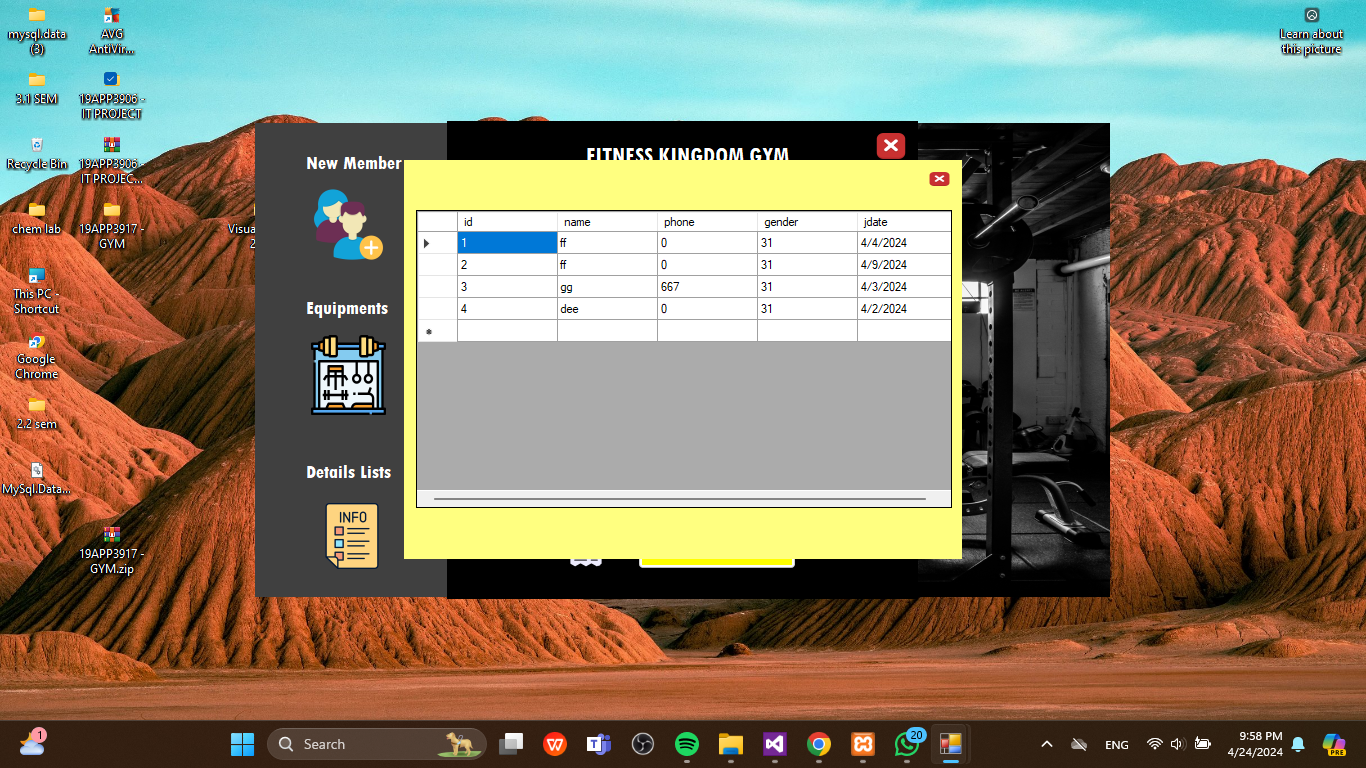 mysql.data
(3)
AVG
AntiVir...
Learn about
this picture
3.1 SEM
19APP3906 -
IT PROJECT
Recycle Bin
19APP3906 -
IT PROJEC...
chem lab
19APP3917 -
GYM
Visua
2
This PC -
Shortcut
Google
Chrome
2.2 sem
MySql.Data...
19APP3917 -
GYM.zip
New Member
Equipments
Details Lists
INFO
FITNESS KINGDOM GYM
id name phone gender jdate
1 ff 0 31 4/4/2024
2 ff 0 31 4/9/2024
3 gg 667 31 4/3/2024
4 dee 0 31 4/2/2024
1
Search
20
ENG
9:58 PM
4/24/2024
PRE